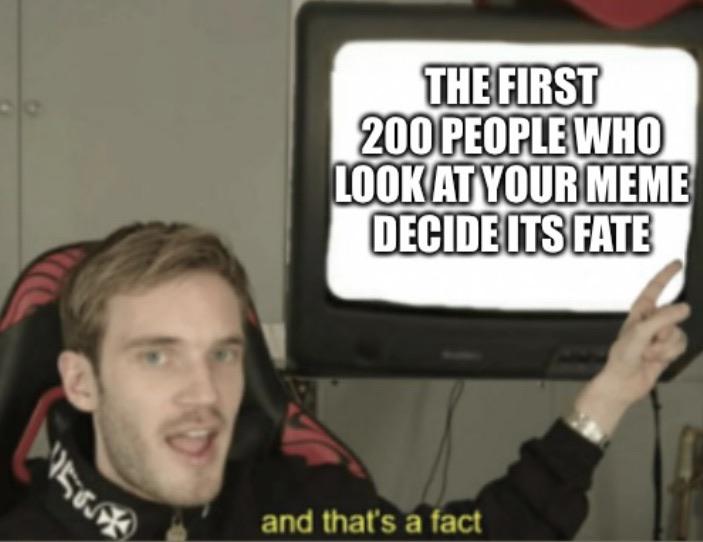 THE FIRST
200 PEOPLE WHO
LOOK AT YOUR MEME
DECIDE ITS FATE
and that's a fact